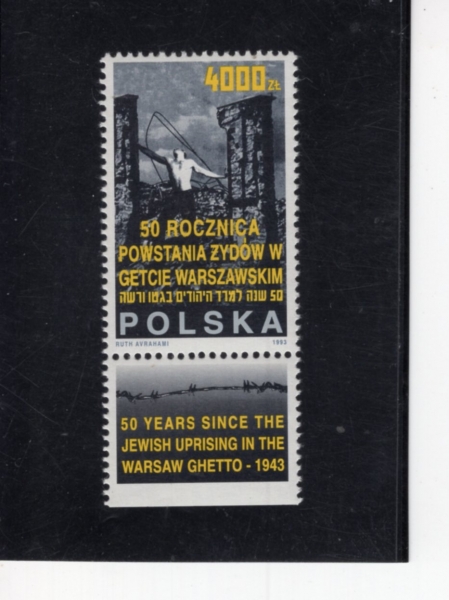 4000 ZŁ
50 ROCZNICA
POWSTANIA ŻYDÓW W
GETCIE WARSZAWSKIM
50 שנה למרד היהודים בגטו ורשה
POLSKA
RUTH AVRAHAMI 1993
50 YEARS SINCE THE
JEWISH UPRISING IN THE
WARSAW GHETTO - 1943